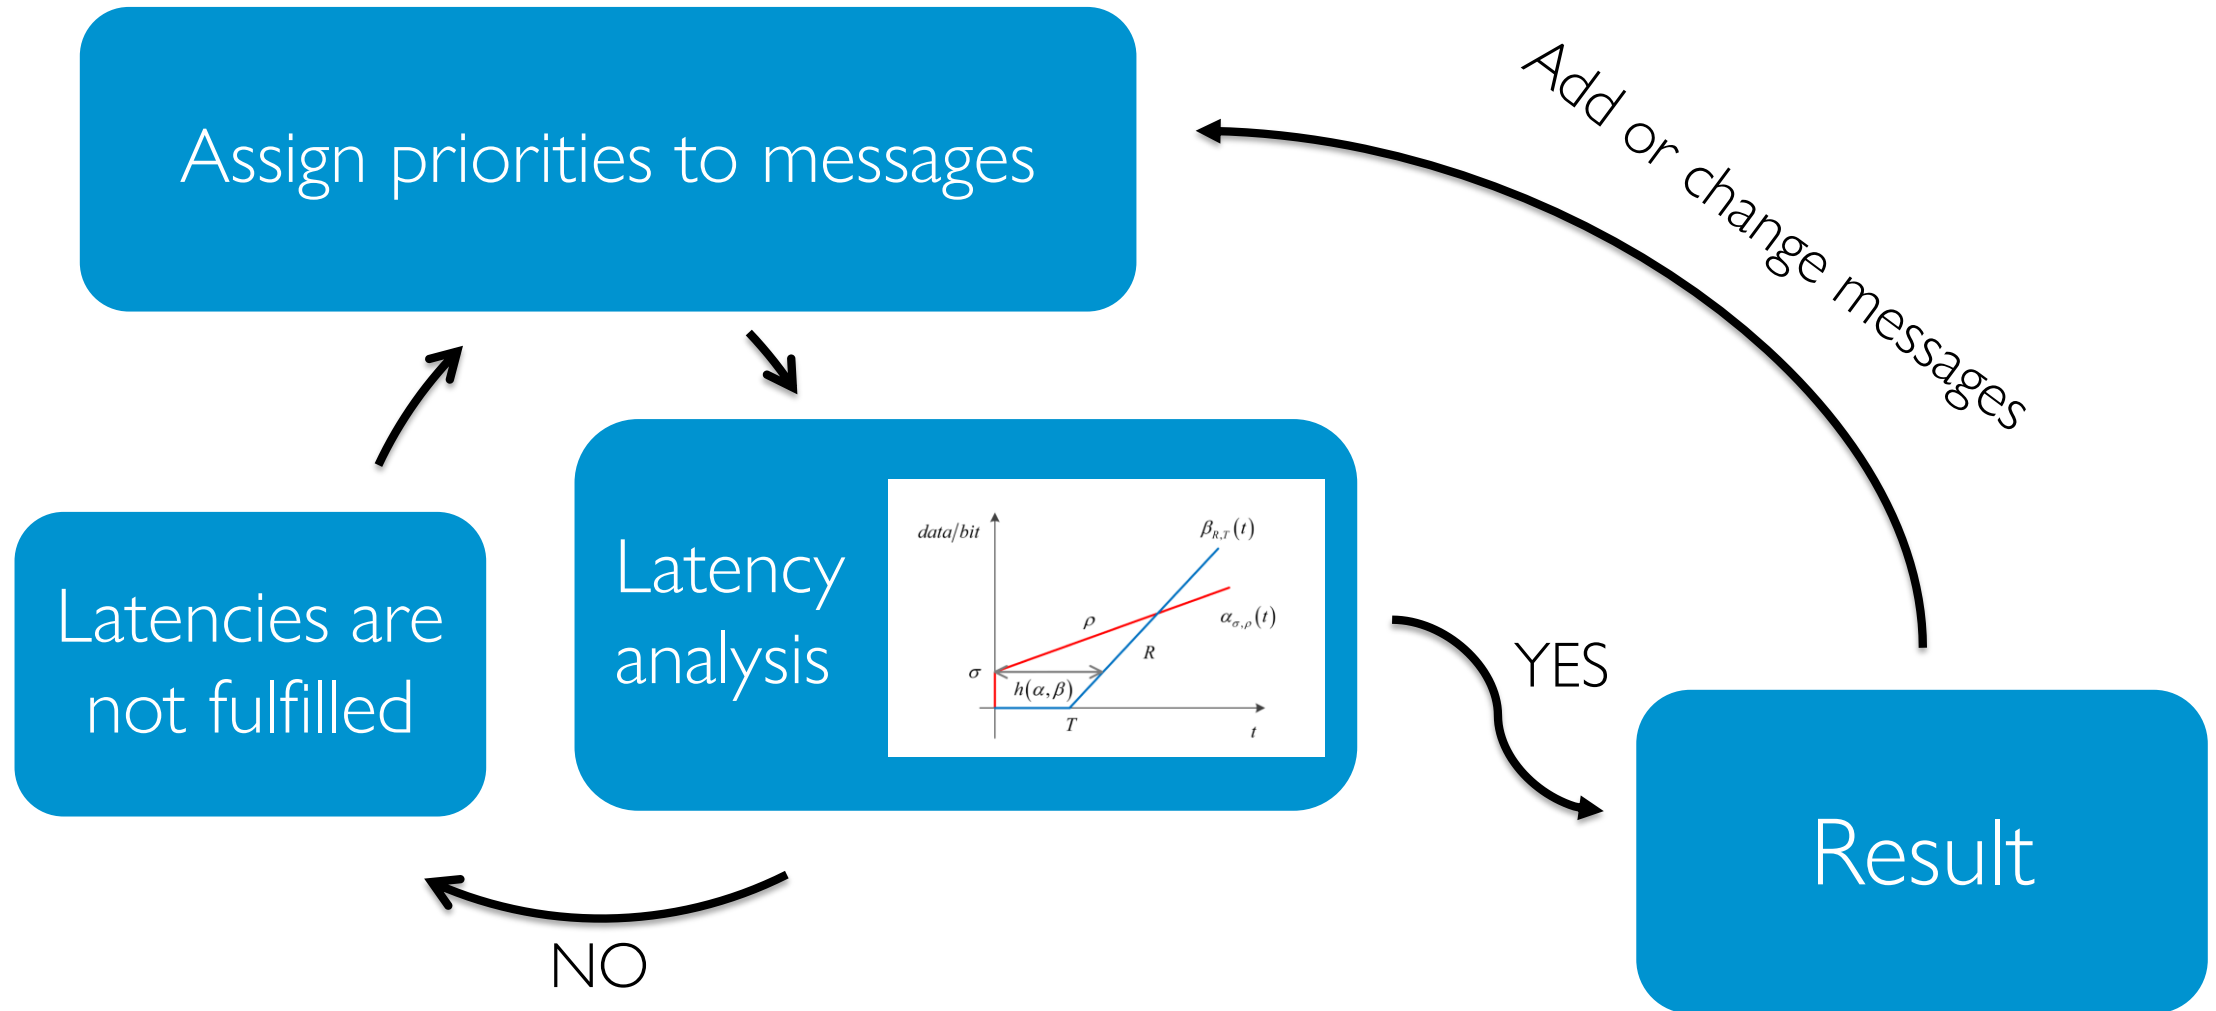 Assign priorities to messages
Add or change messages
Latencies are
not fulfilled
Latency
analysis
data/bit
β_{R,T}(t)
ρ
α_{σ,ρ}(t)
R
σ
h(α,β)
T
t
YES
NO
Result